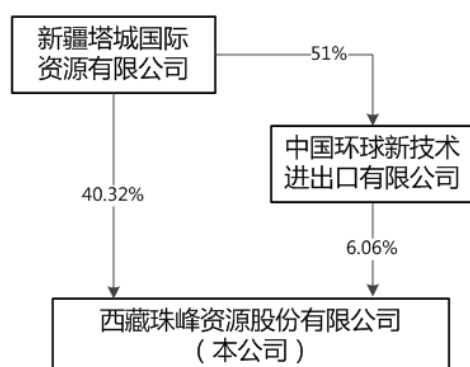 新疆塔城国际
资源有限公司
51%
中国环球新技术
进出口有限公司
40.32%
6.06%
西藏珠峰资源股份有限公司
（本公司）